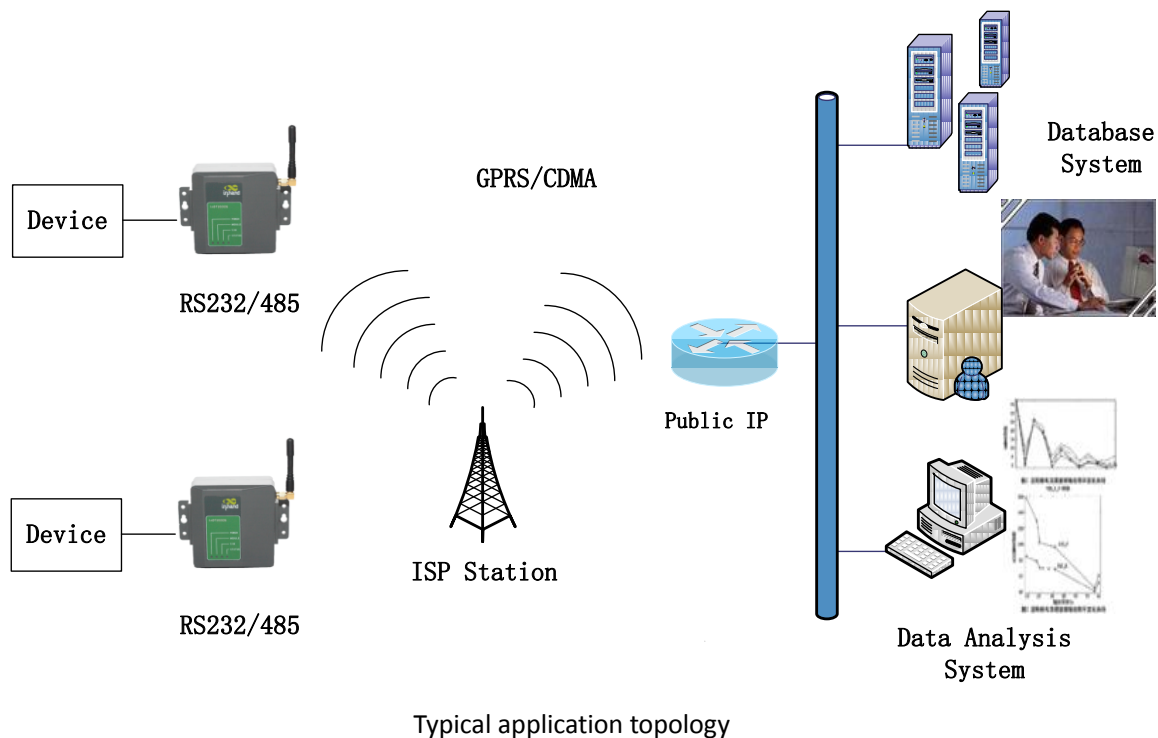 GPRS/CDMA
Database
System
Device
RS232/485
Public IP
Device
ISP Station
RS232/485
Data Analysis
System
Typical application topology